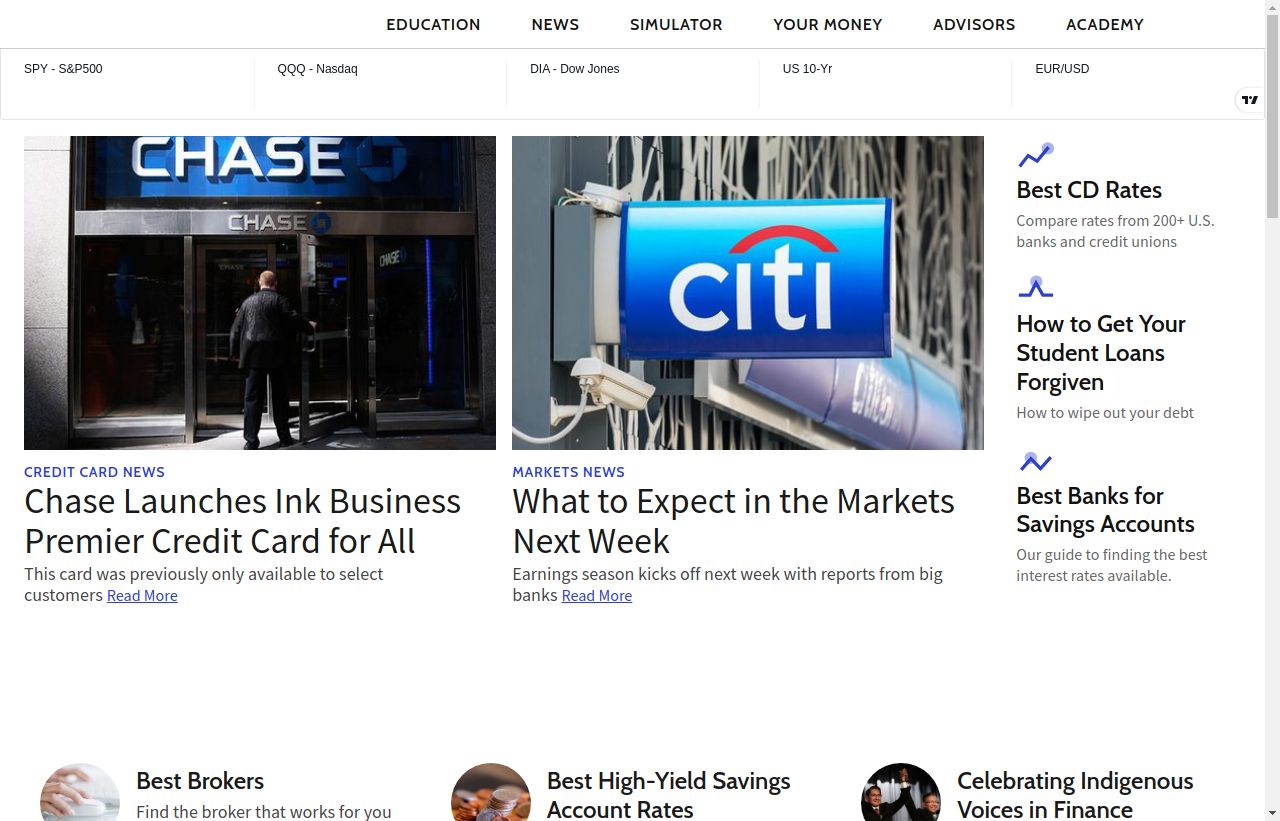 EDUCATION NEWS SIMULATOR YOUR MONEY ADVISORS ACADEMY
SPY - S&P500 QQQ - Nasdaq DIA - Dow Jones US 10-Yr EUR/USD
CHASE
CHASE
CHASE
CHASE
citi
CREDIT CARD NEWS
Chase Launches Ink Business
Premier Credit Card for All
This card was previously only available to select
customers Read More
MARKETS NEWS
What to Expect in the Markets
Next Week
Earnings season kicks off next week with reports from big
banks Read More
Best CD Rates
Compare rates from 200+ U.S.
banks and credit unions
How to Get Your
Student Loans
Forgiven
How to wipe out your debt
Best Banks for
Savings Accounts
Our guide to finding the best
interest rates available.
Best Brokers
Find the broker that works for you
Best High-Yield Savings
Account Rates
Celebrating Indigenous
Voices in Finance